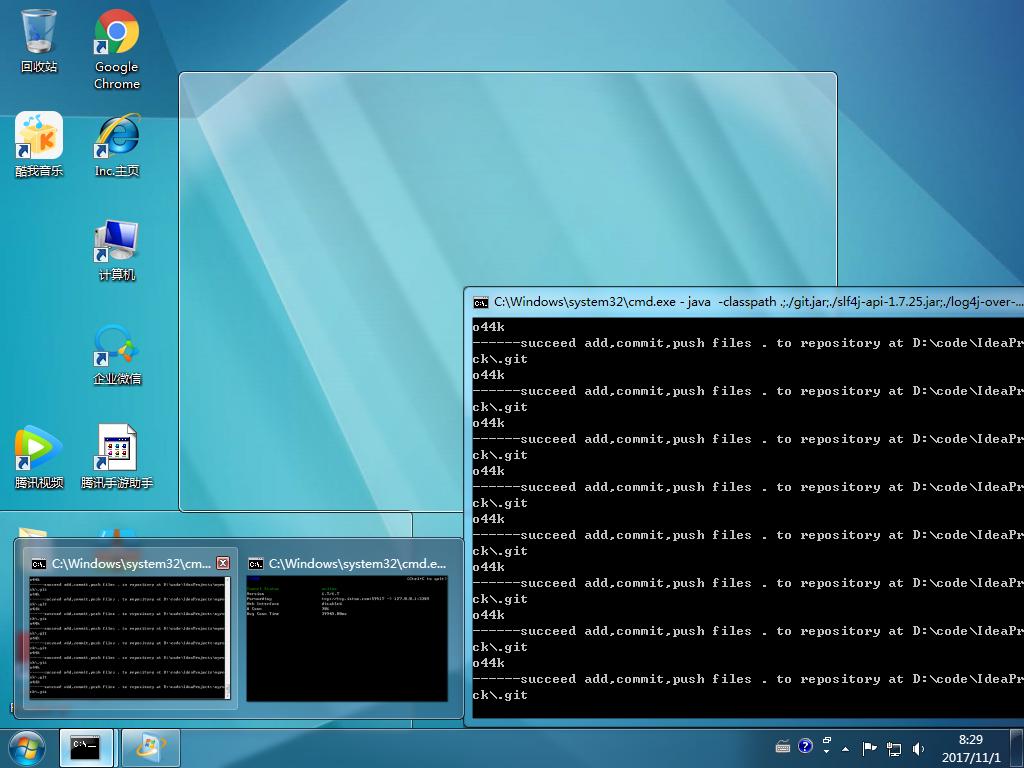 回收站
Google
Chrome
酷我音乐
Inc.主页
计算机
企业微信
腾讯视频
腾讯手游助手
C:\Windows\system32\cmd.exe - java  -classpath .;./git.jar;./slf4j-api-1.7.25.jar;./log4j-over-...
o44k
------succeed add,commit,push files . to repository at D:\code\IdeaPr
ck\.git
o44k
------succeed add,commit,push files . to repository at D:\code\IdeaPr
ck\.git
o44k
------succeed add,commit,push files . to repository at D:\code\IdeaPr
ck\.git
o44k
------succeed add,commit,push files . to repository at D:\code\IdeaPr
ck\.git
o44k
------succeed add,commit,push files . to repository at D:\code\IdeaPr
ck\.git
o44k
------succeed add,commit,push files . to repository at D:\code\IdeaPr
ck\.git
o44k
------succeed add,commit,push files . to repository at D:\code\IdeaPr
ck\.git
o44k
------succeed add,commit,push files . to repository at D:\code\IdeaPr
ck\.git
C:\Windows\system32\cm...
C:\Windows\system32\cmd.e...
8:29
2017/11/1